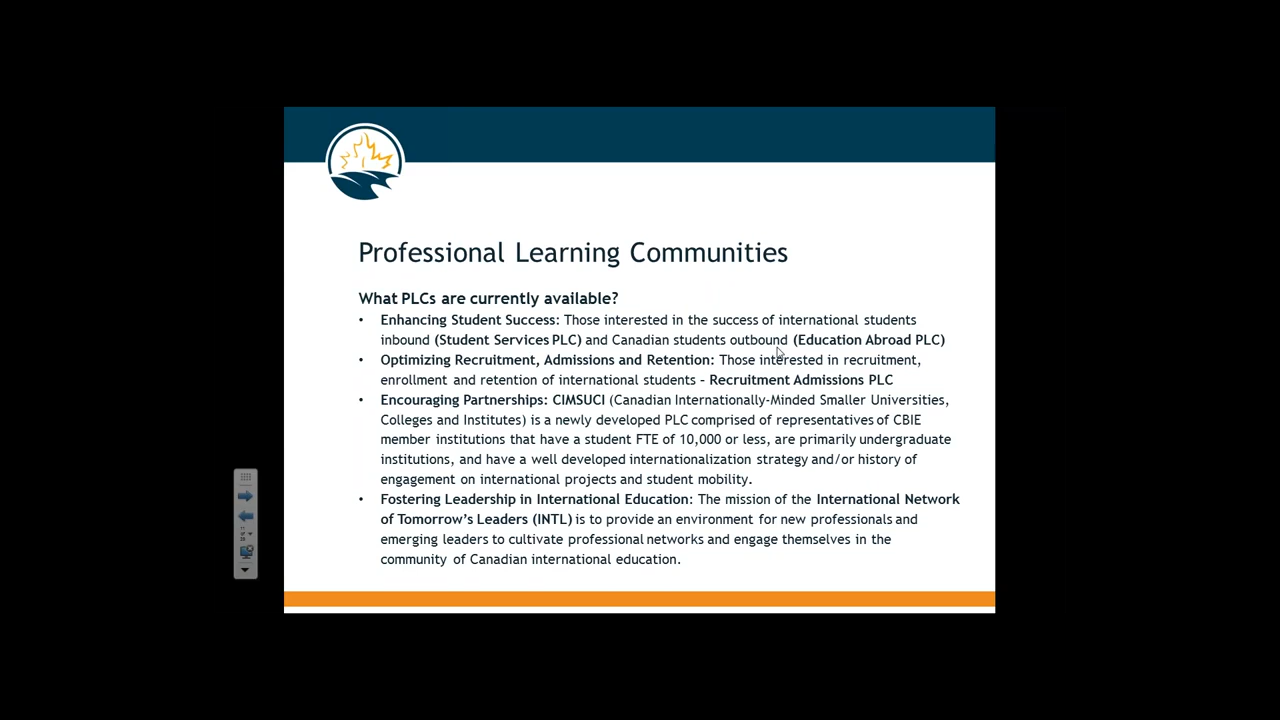 Professional Learning Communities
What PLCs are currently available?
• Enhancing Student Success: Those interested in the success of international students
inbound (Student Services PLC) and Canadian students outbound (Education Abroad PLC)
• Optimizing Recruitment, Admissions and Retention: Those interested in recruitment,
enrollment and retention of international students – Recruitment Admissions PLC
• Encouraging Partnerships: CIMSUCI (Canadian Internationally-Minded Smaller Universities,
Colleges and Institutes) is a newly developed PLC comprised of representatives of CBIE
member institutions that have a student FTE of 10,000 or less, are primarily undergraduate
institutions, and have a well developed internationalization strategy and/or history of
engagement on international projects and student mobility.
• Fostering Leadership in International Education: The mission of the International Network
of Tomorrow’s Leaders (INTL) is to provide an environment for new professionals and
emerging leaders to cultivate professional networks and engage themselves in the
community of Canadian international education.